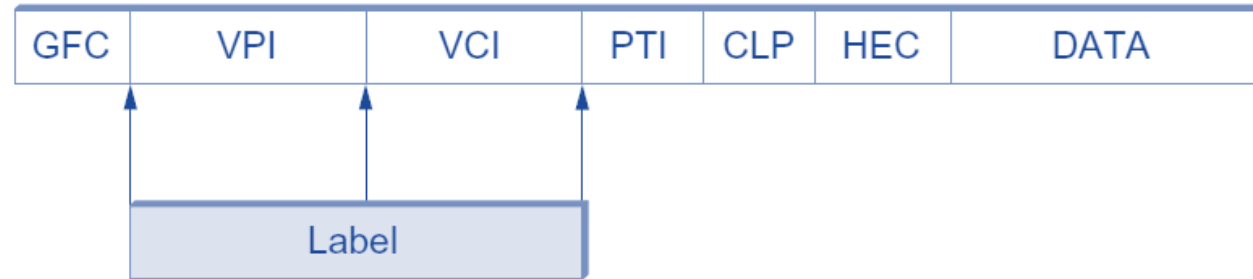 GFC VPI VCI PTI CLP HEC DATA
Label